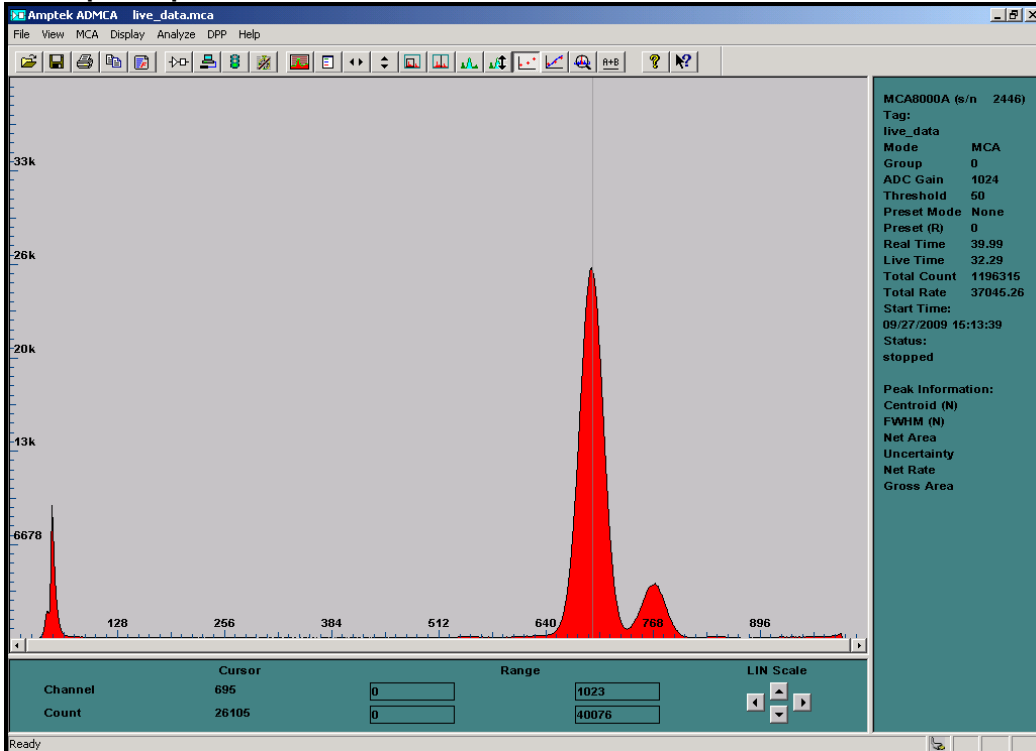 Amptek ADMCA live_data.mca
File View MCA Display Analyze DPP Help
A+B
33k
26k
20k
13k
6678
128 256 384 512 640 768 896
MCA8000A (s/n 2446)
Tag:
live_data
Mode MCA
Group 0
ADC Gain 1024
Threshold 50
Preset Mode None
Preset (R) 0
Real Time 39.99
Live Time 32.29
Total Count 1196315
Total Rate 37045.26
Start Time:
09/27/2009 15:13:39
Status:
stopped
Peak Information:
Centroid (N)
FWHM (N)
Net Area
Uncertainty
Net Rate
Gross Area
Cursor Range LIN Scale
Channel 695 0 1023
Count 26105 0 40076
Ready